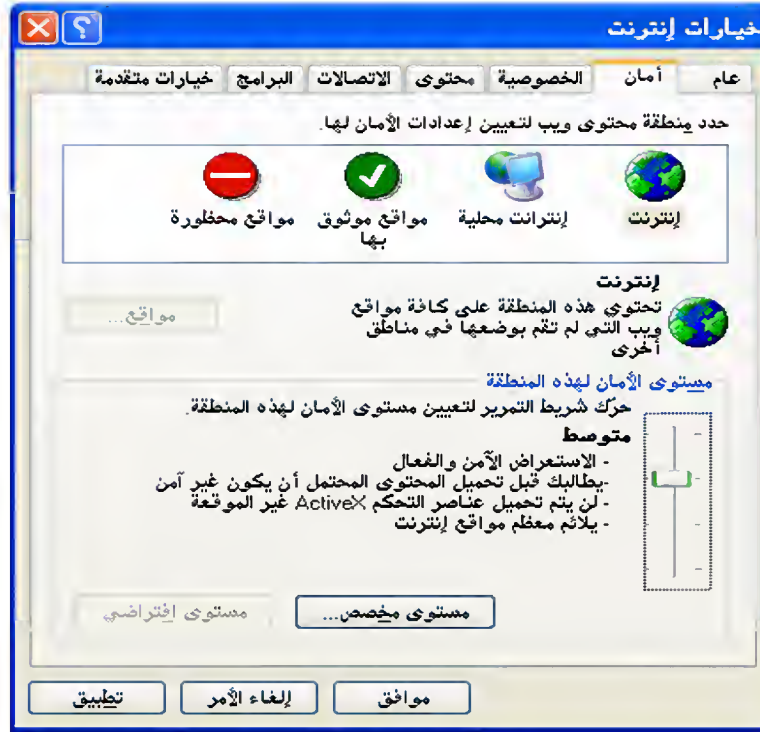 خيارات إنترنت
عام
أمان
الخصوصية
محتوى
الاتصالات
البرامج
خيارات متقدمة
حدد منطقة محتوى ويب لتعيين إعدادات الأمان لها.
إنترنت
إنترانت محلية
مواقع موثوق
بها
مواقع محظورة
إنترنت
تحتوي هذه المنطقة على كافة مواقع
ويب التي لم تقم بوضعها في مناطق
أخرى
مواقع...
مستوى الأمان لهذه المنطقة
حرّك شريط التمرير لتعيين مستوى الأمان لهذه المنطقة.
متوسط
- الاستعراض الآمن والفعال
-يطالبك قبل تحميل المحتوى المحتمل أن يكون غير آمن
- لن يتم تحميل عناصر التحكم ActiveX غير الموقعة
- يلائم معظم مواقع إنترنت
مستوى مخصص...
مستوى افتراضي
موافق
إلغاء الأمر
تطبيق